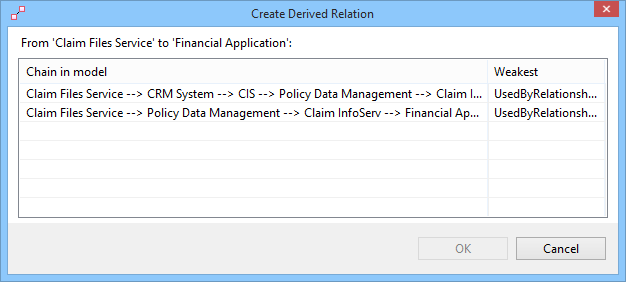 Create Derived Relation
From 'Claim Files Service' to 'Financial Application':
Chain in model Weakest
Claim Files Service --> CRM System --> CIS --> Policy Data Management --> Claim I... UsedByRelationsh...
Claim Files Service --> Policy Data Management --> Claim InfoServ --> Financial Ap... UsedByRelationsh...
OK Cancel